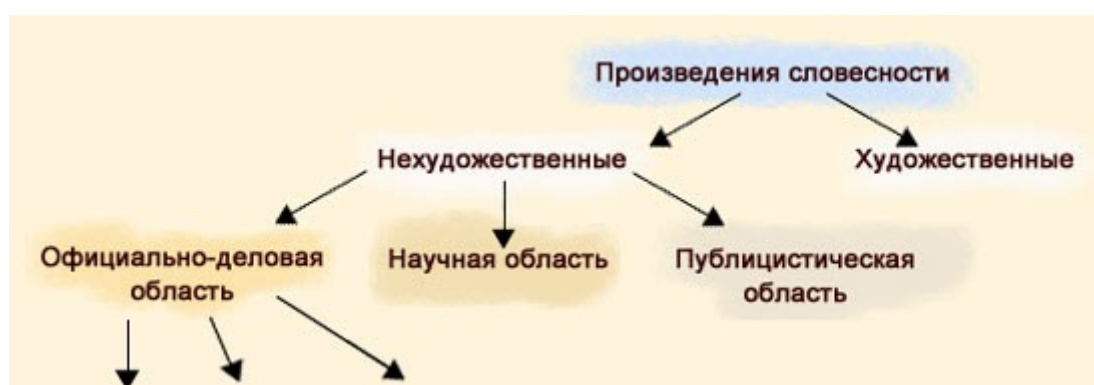 Произведения словесности
Нехудожественные
Художественные
Официально-деловая
область
Научная область
Публицистическая
область